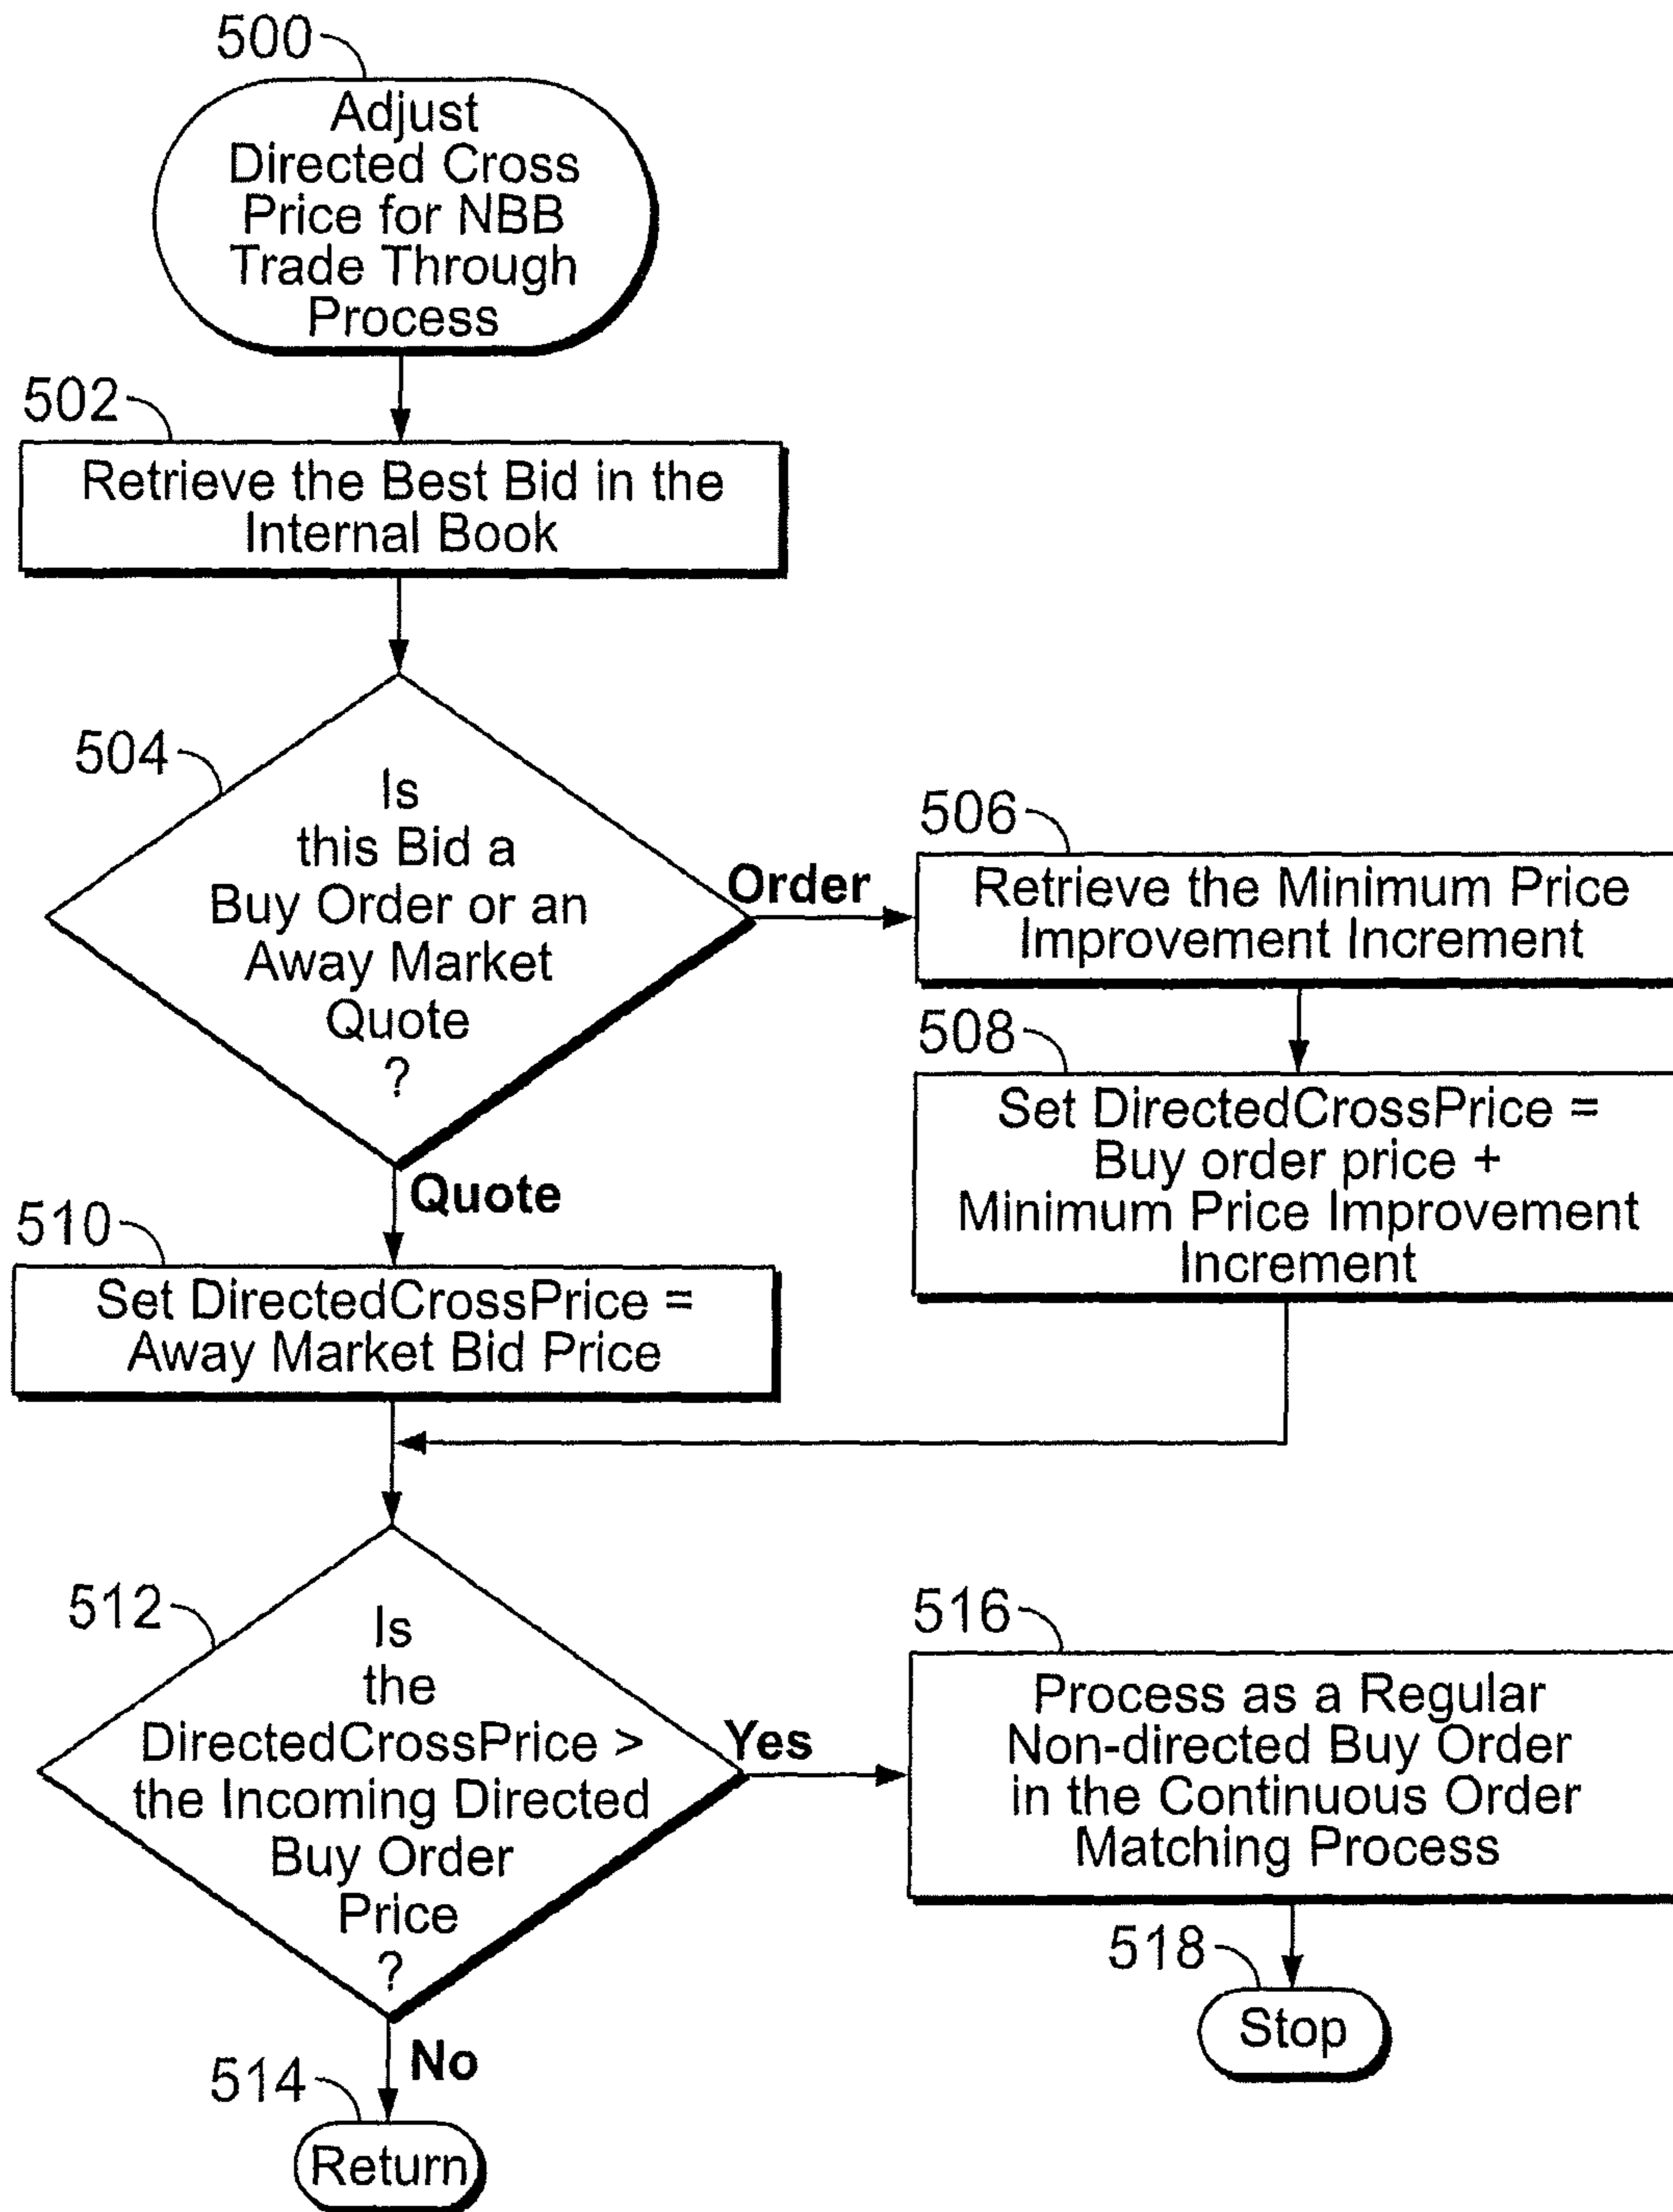 500
Adjust
Directed Cross
Price for NBB
Trade Through
Process
502
Retrieve the Best Bid in the
Internal Book
504
Is
this Bid a
Buy Order or an
Away Market
Quote
?
Order
506
Retrieve the Minimum Price
Improvement Increment
508
Set DirectedCrossPrice =
Buy order price +
Minimum Price Improvement
Increment
Quote
510
Set DirectedCrossPrice =
Away Market Bid Price
512
Is
the
DirectedCrossPrice >
the Incoming Directed
Buy Order
Price
?
Yes
516
Process as a Regular
Non-directed Buy Order
in the Continuous Order
Matching Process
518
Stop
No
514
Return